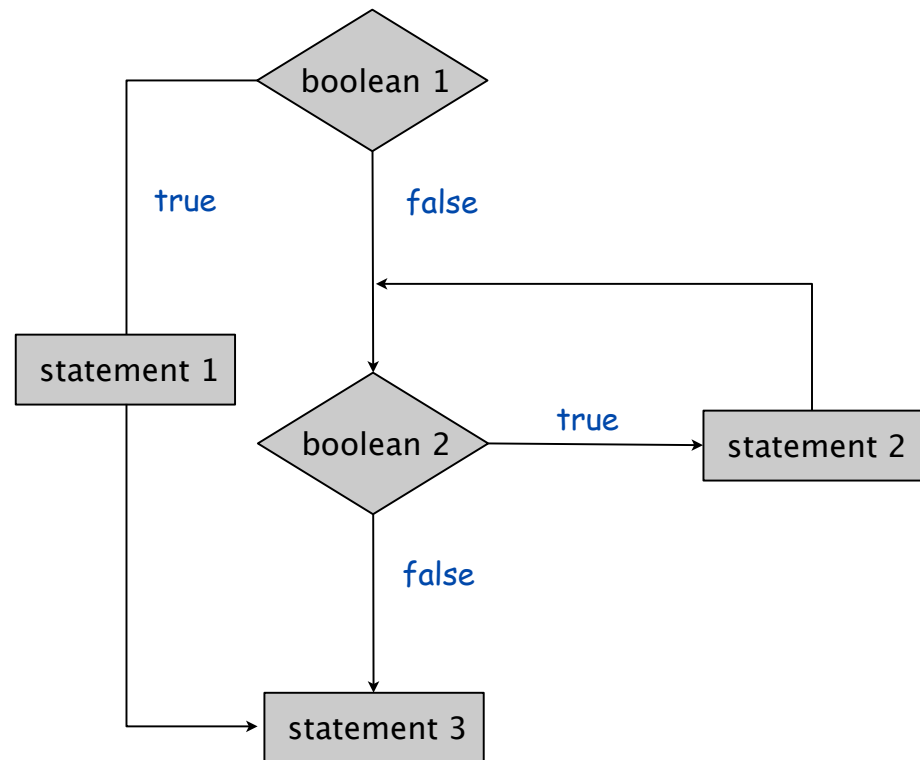 boolean 1
true
false
statement 1
boolean 2
true
statement 2
false
statement 3